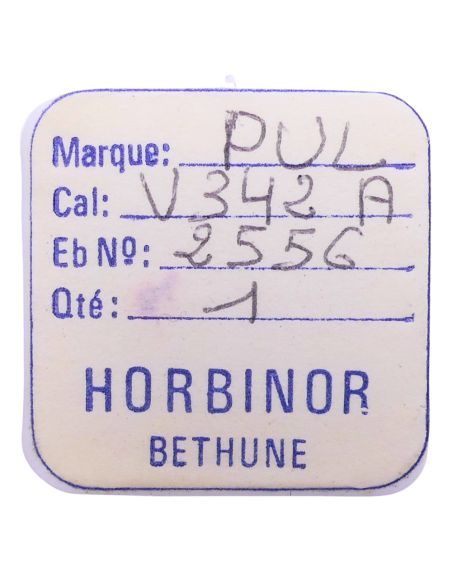 Marque: PUL
Cal: V342 A
Eb Nº: 2556
Qté: 1
HORBINOR
BETHUNE